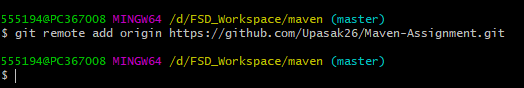 555194@PC367008 MINGW64 /d/FSD_Workspace/maven (master)
$ git remote add origin https://github.com/Upasak26/Maven-Assignment.git
555194@PC367008 MINGW64 /d/FSD_Workspace/maven (master)
$